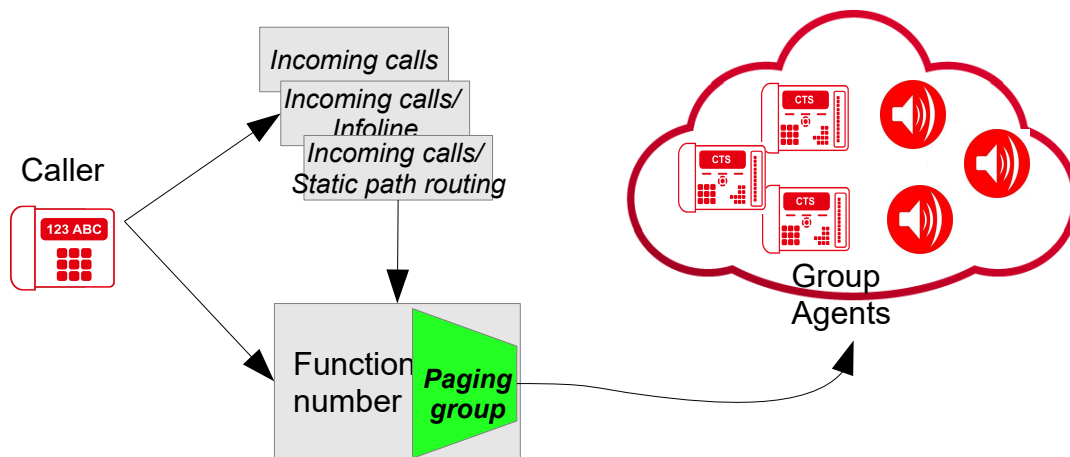 Incoming calls
Incoming calls/
Infoline
Incoming calls/
Static path routing
Caller
123 ABC
Function
number
Paging
group
CTS
CTS
CTS
Group
Agents